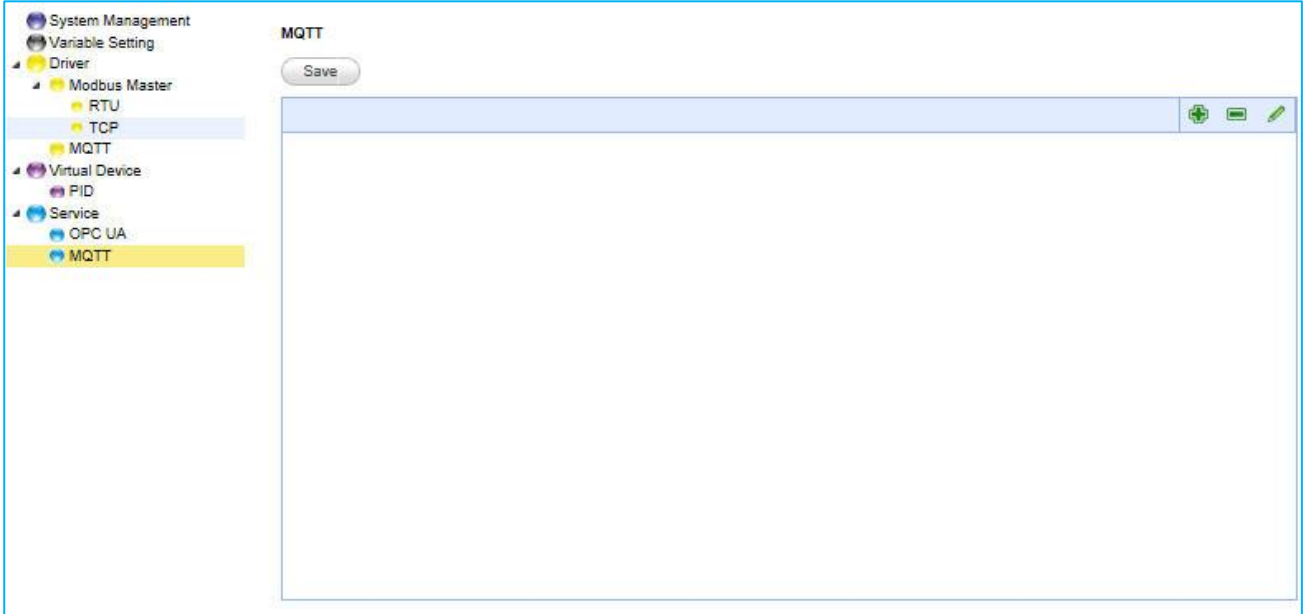 System Management
Variable Setting
Driver
Modbus Master
RTU
TCP
MQTT
Virtual Device
PID
Service
OPC UA
MQTT
MQTT
Save